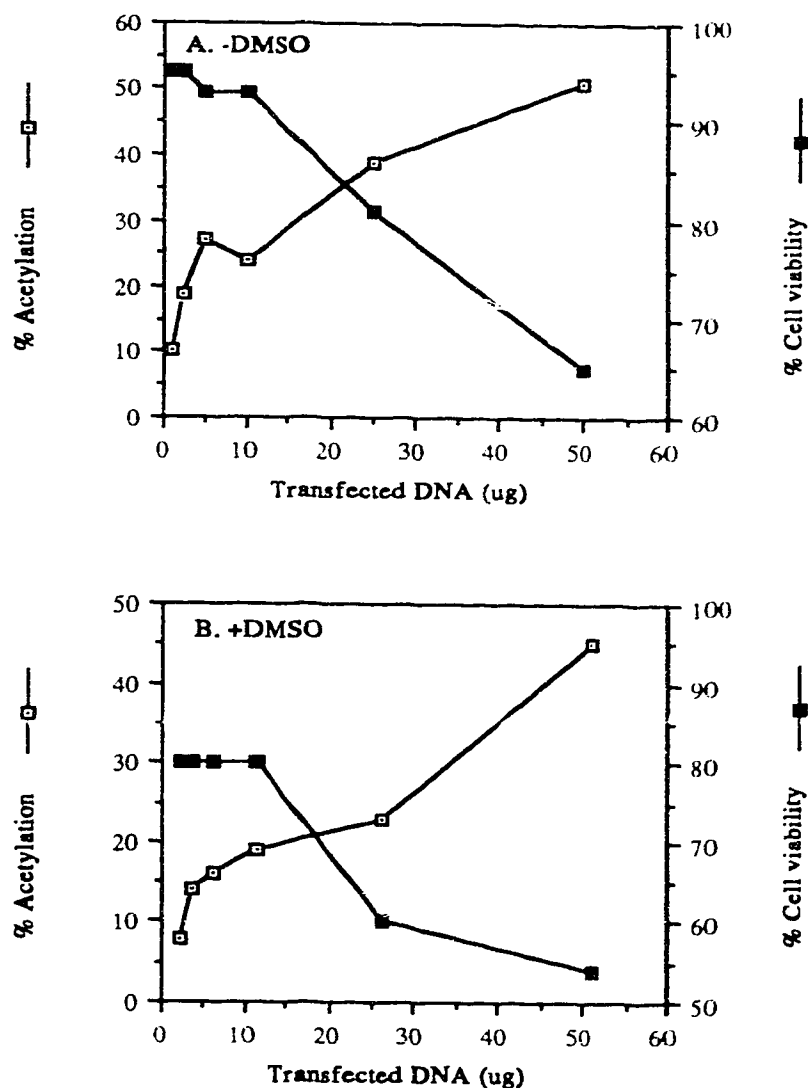 A. -DMSO
60
50
40
30
20
10
0
100
90
80
70
60
0 10 20 30 40 50 60
Transfected DNA (ug)
% Acetylation
% Cell viability
B. +DMSO
50
40
30
20
10
0
100
90
80
70
60
50
0 10 20 30 40 50 60
Transfected DNA (ug)
% Acetylation
% Cell viability